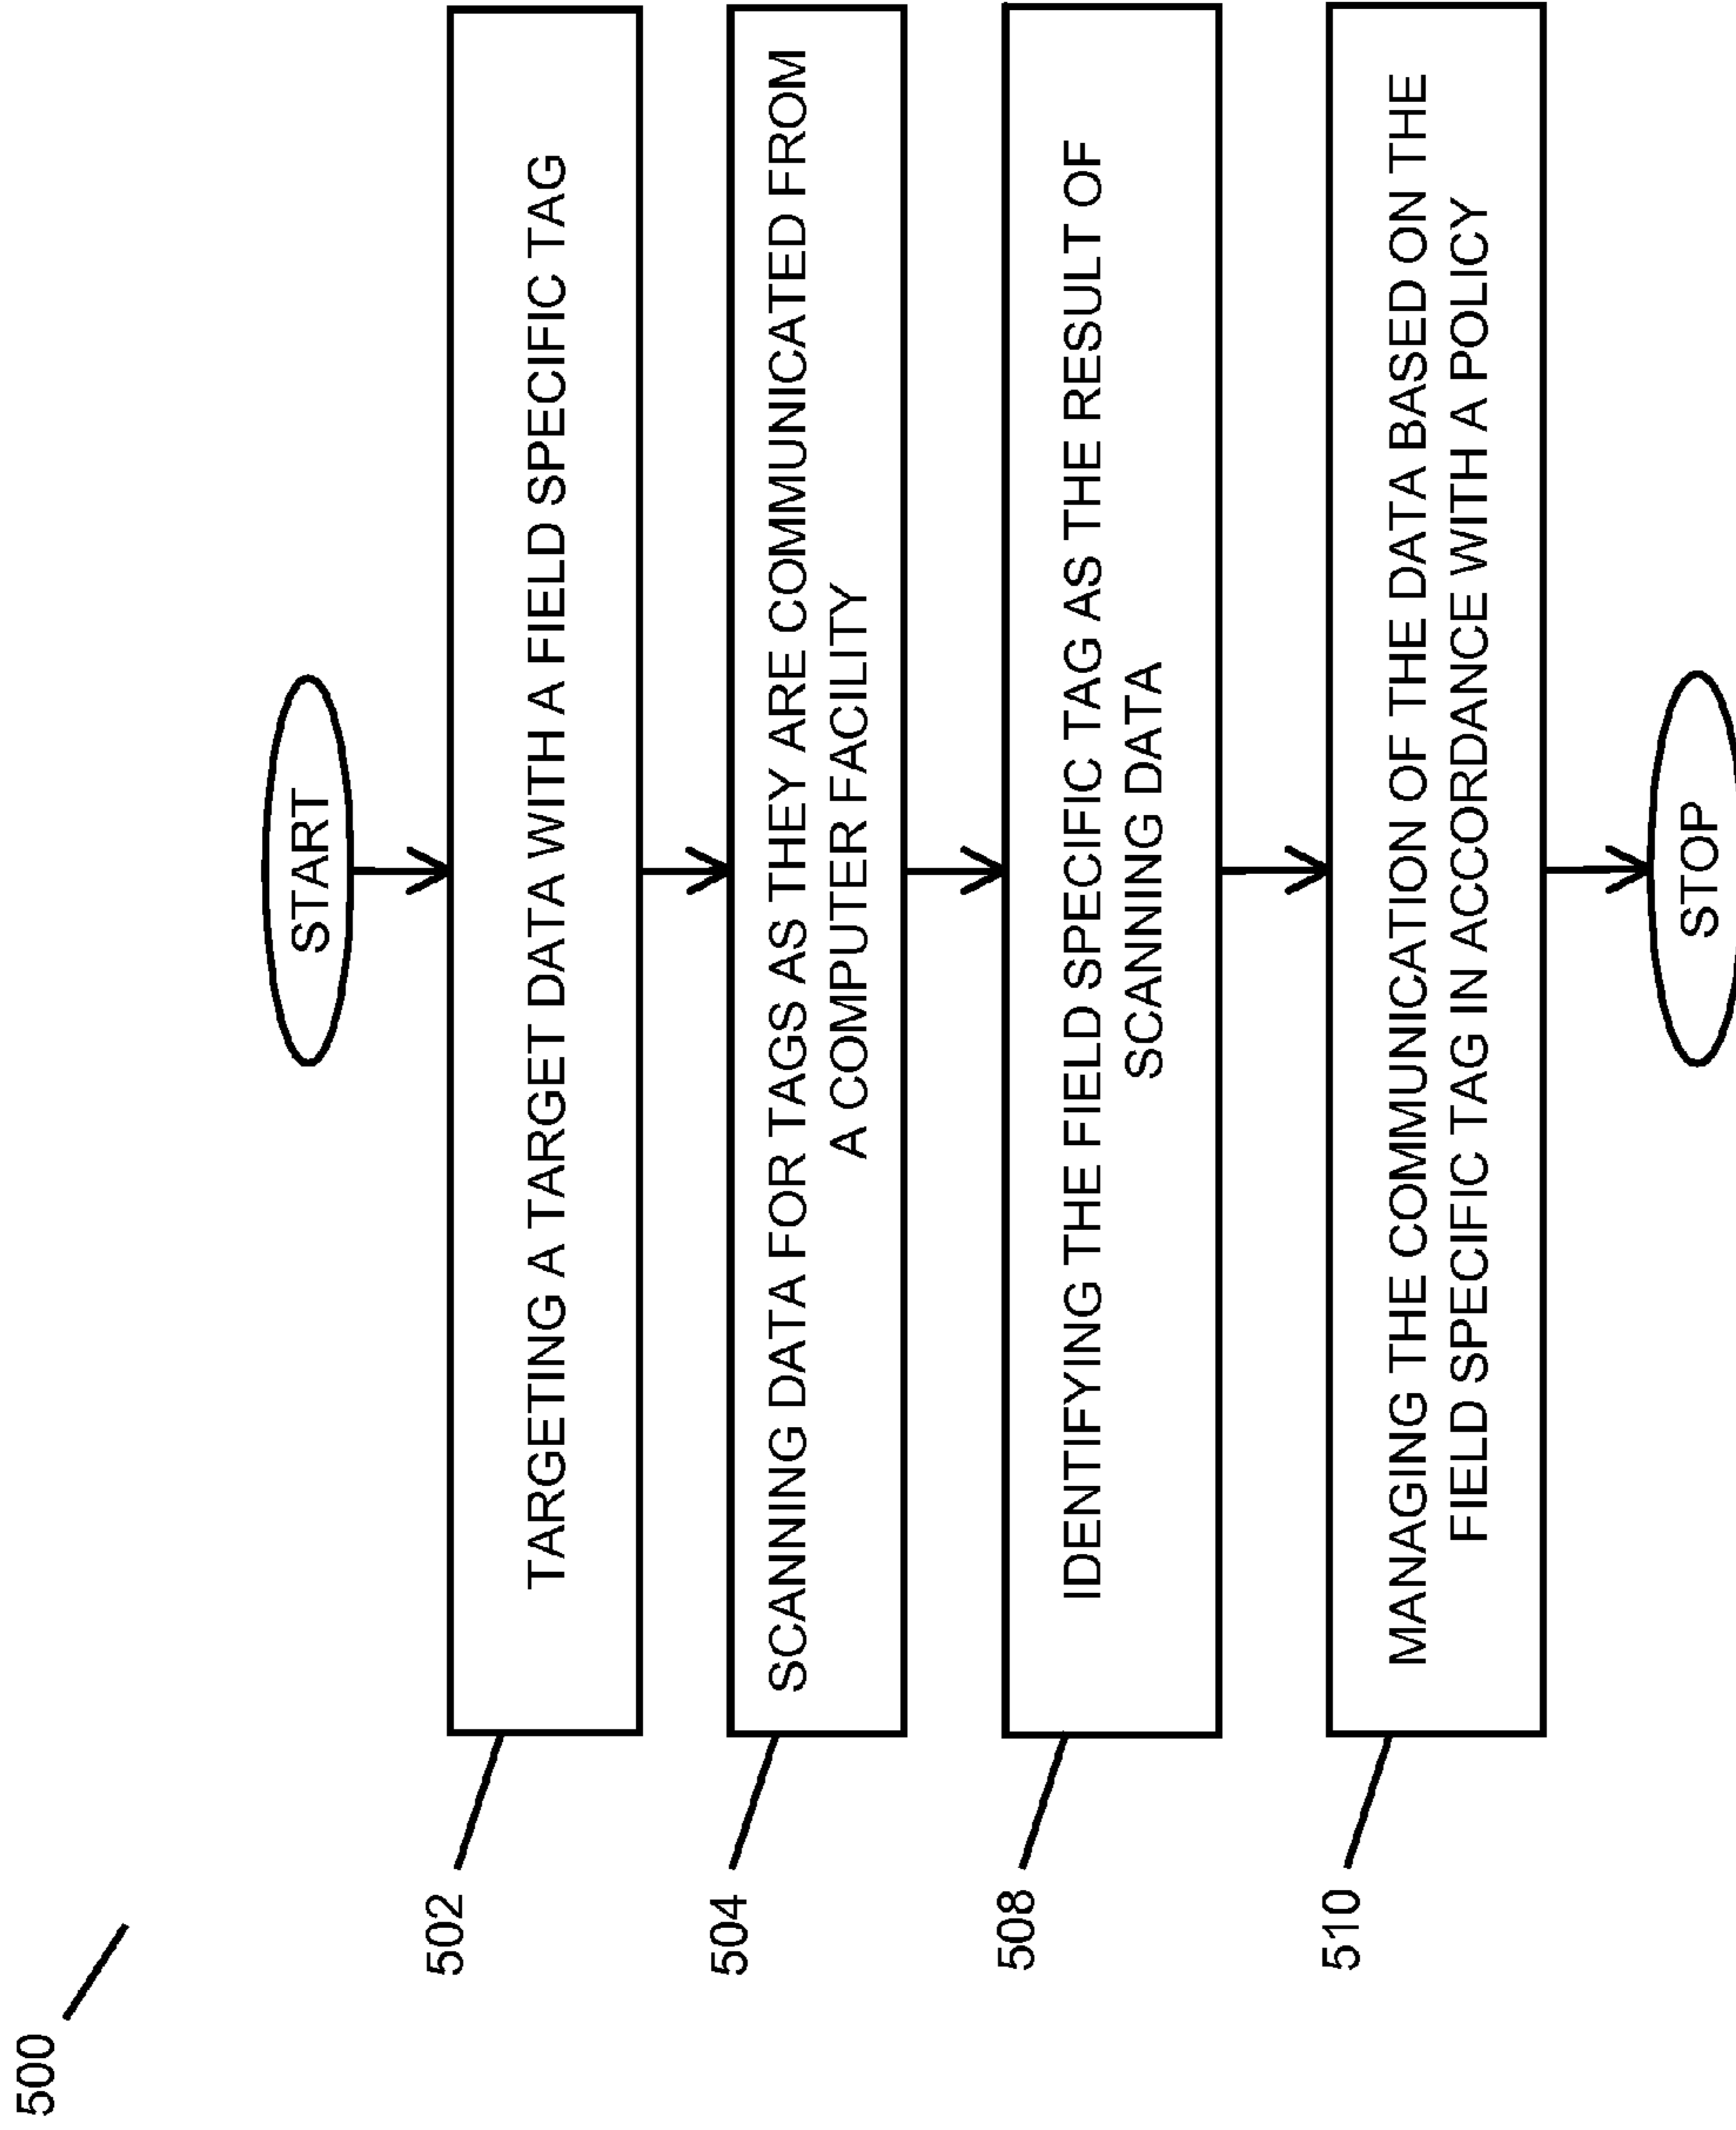 500
START
502
TARGETING A TARGET DATA WITH A FIELD SPECIFIC TAG
504
SCANNING DATA FOR TAGS AS THEY ARE COMMUNICATED FROM
A COMPUTER FACILITY
508
IDENTIFYING THE FIELD SPECIFIC TAG AS THE RESULT OF
SCANNING DATA
510
MANAGING THE COMMUNICATION OF THE DATA BASED ON THE
FIELD SPECIFIC TAG IN ACCORDANCE WITH A POLICY
STOP